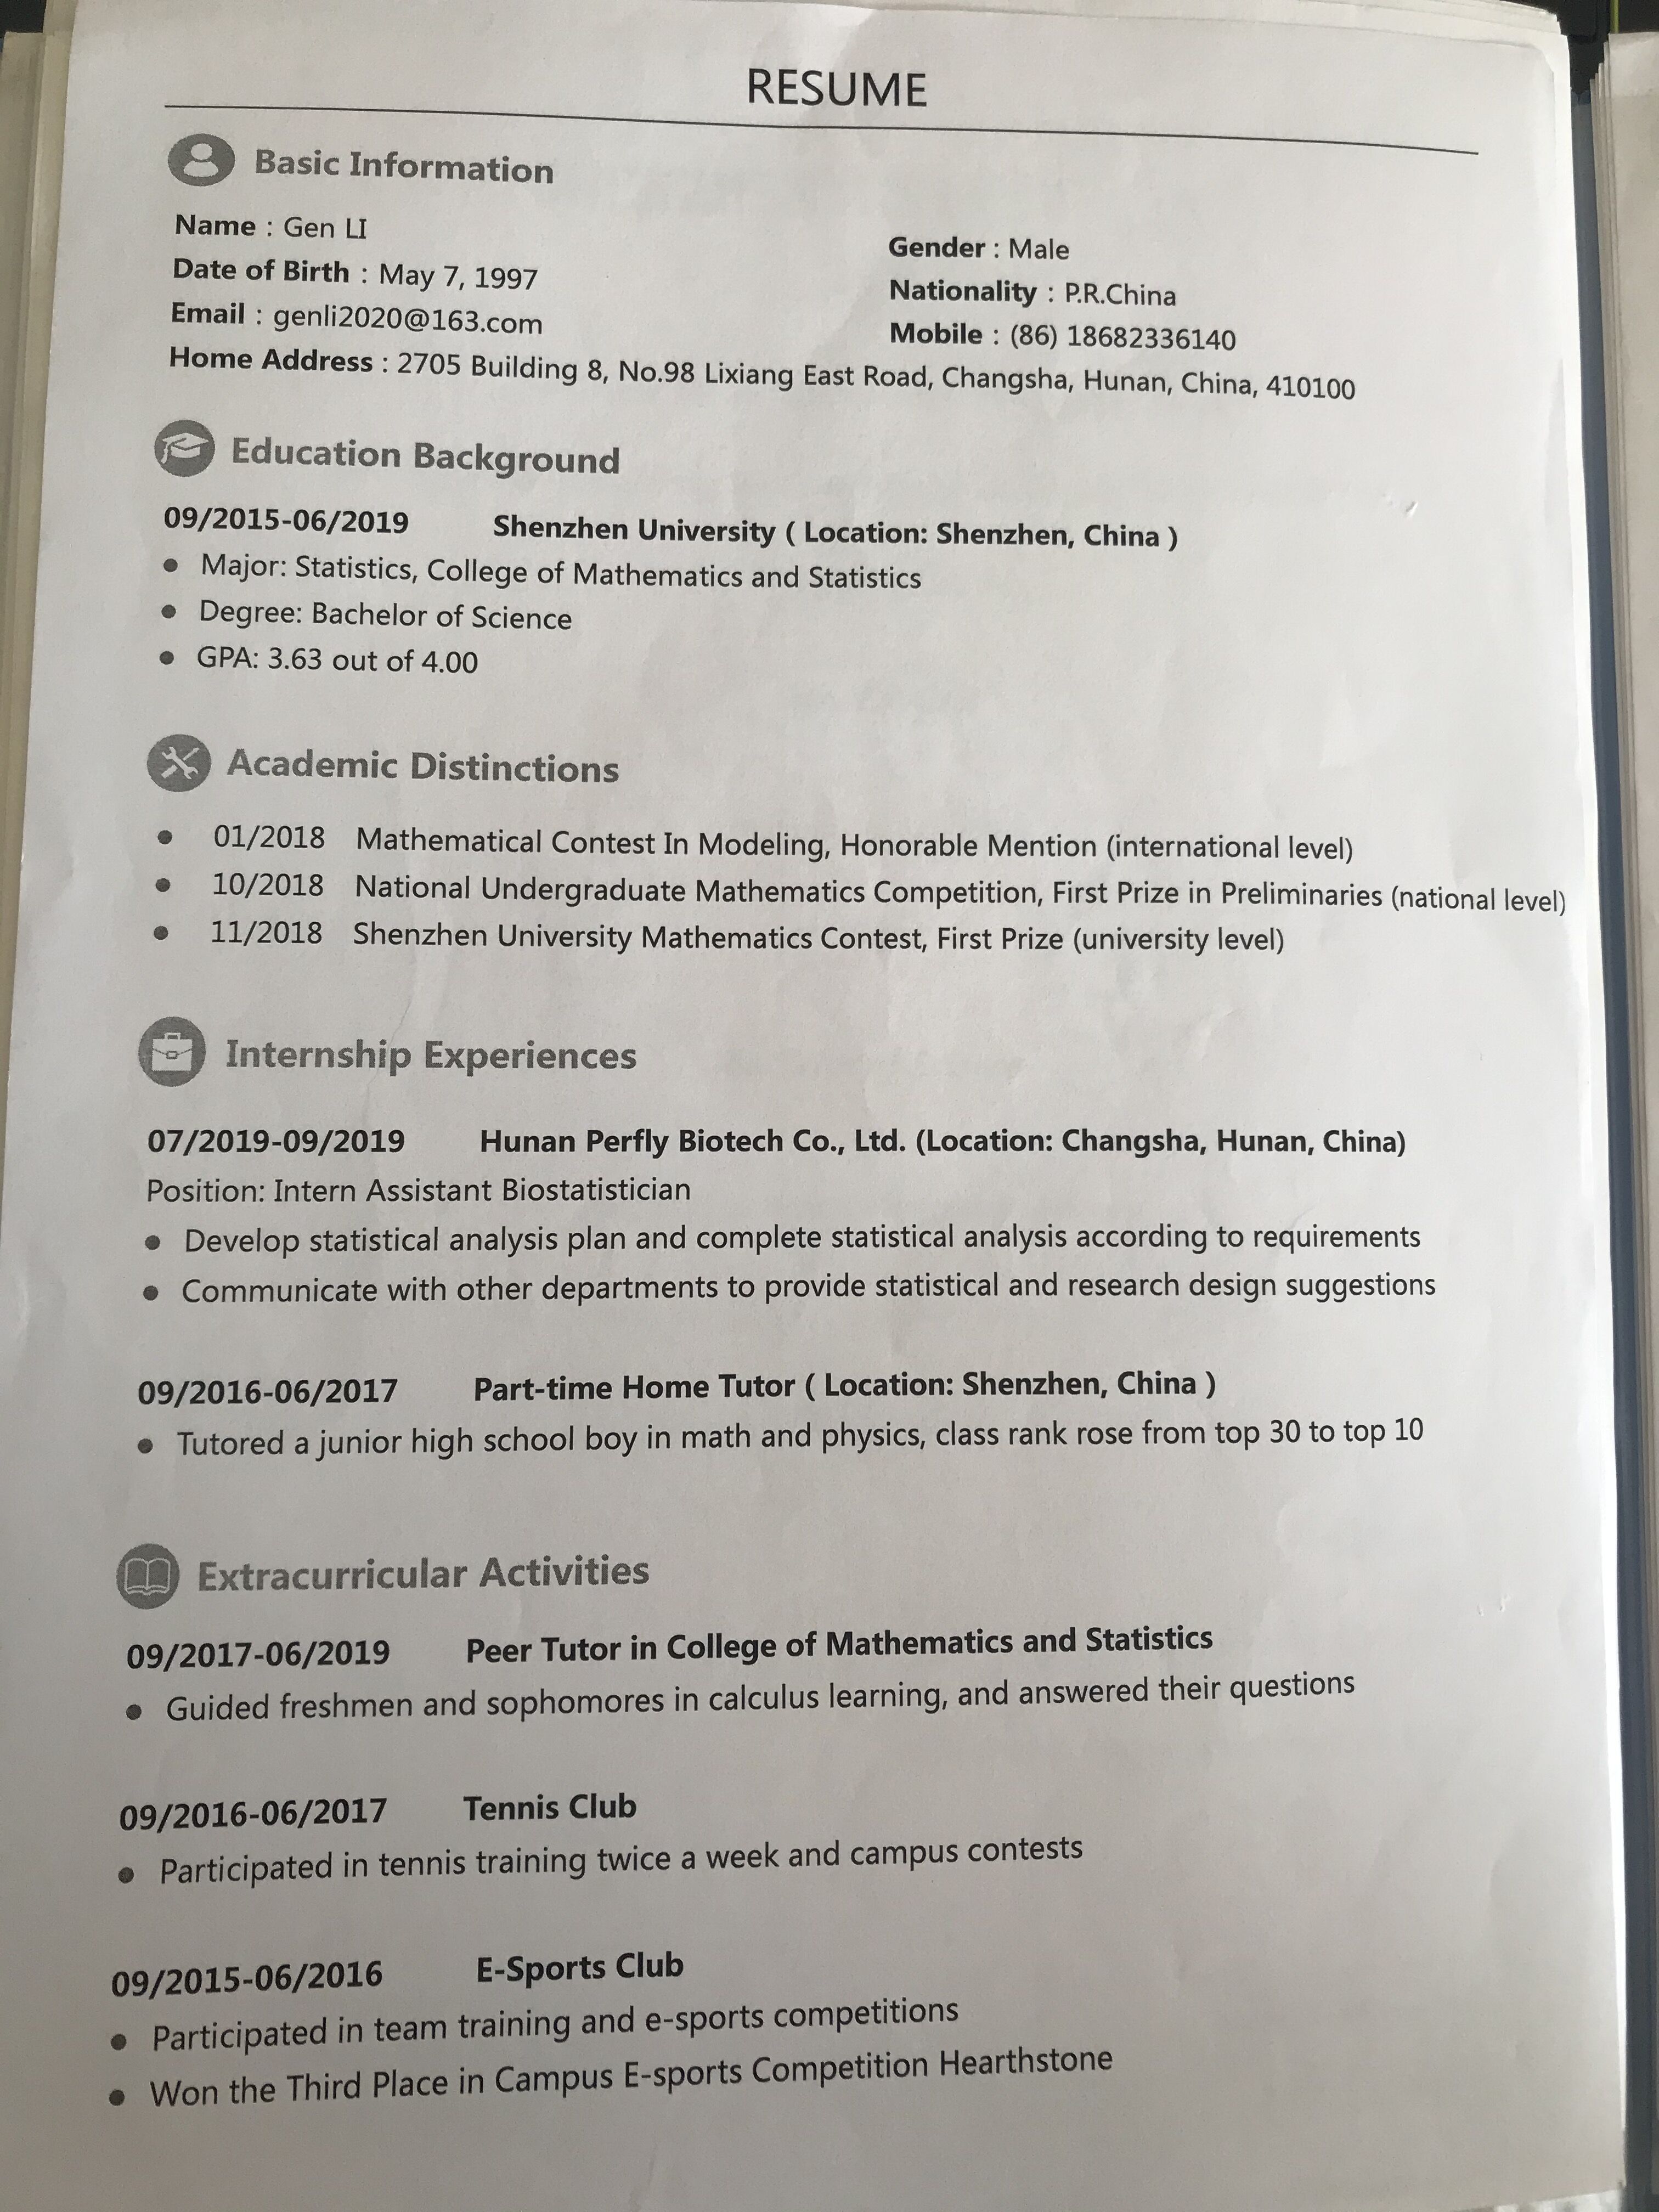 RESUME
Basic Information
Name : Gen LI
Gender : Male
Date of Birth : May 7, 1997
Nationality : P.R.China
Email : genli2020@163.com
Mobile : (86) 18682336140
Home Address : 2705 Building 8, No.98 Lixiang East Road, Changsha, Hunan, China, 410100
Education Background
09/2015-06/2019 Shenzhen University ( Location: Shenzhen, China )
• Major: Statistics, College of Mathematics and Statistics
• Degree: Bachelor of Science
• GPA: 3.63 out of 4.00
Academic Distinctions
• 01/2018 Mathematical Contest In Modeling, Honorable Mention (international level)
• 10/2018 National Undergraduate Mathematics Competition, First Prize in Preliminaries (national level)
• 11/2018 Shenzhen University Mathematics Contest, First Prize (university level)
Internship Experiences
07/2019-09/2019 Hunan Perfly Biotech Co., Ltd. (Location: Changsha, Hunan, China)
Position: Intern Assistant Biostatistician
• Develop statistical analysis plan and complete statistical analysis according to requirements
• Communicate with other departments to provide statistical and research design suggestions
09/2016-06/2017 Part-time Home Tutor ( Location: Shenzhen, China )
• Tutored a junior high school boy in math and physics, class rank rose from top 30 to top 10
Extracurricular Activities
09/2017-06/2019 Peer Tutor in College of Mathematics and Statistics
• Guided freshmen and sophomores in calculus learning, and answered their questions
09/2016-06/2017 Tennis Club
• Participated in tennis training twice a week and campus contests
09/2015-06/2016 E-Sports Club
• Participated in team training and e-sports competitions
• Won the Third Place in Campus E-sports Competition Hearthstone